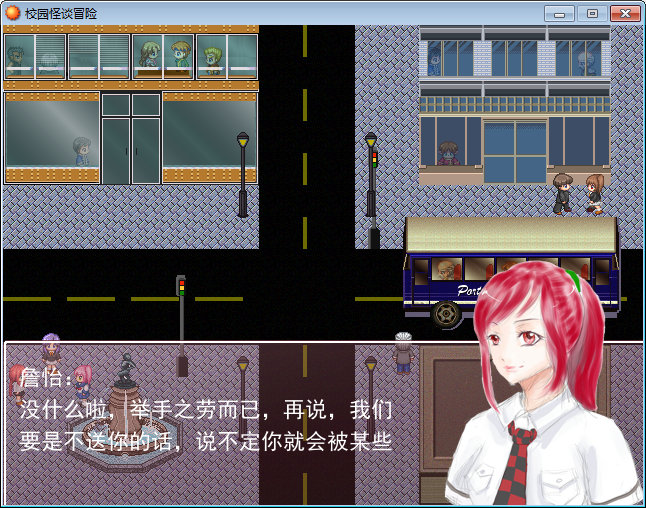 校园怪谈冒险
Port
詹怡：
没什么啦，举手之劳而已，再说，我们
要是不送你的话，说不定你就会被某些